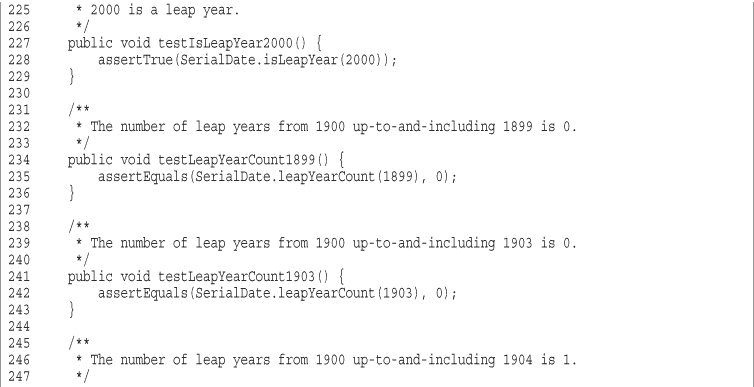 225      * 2000 is a leap year.
226      */
227     public void testIsLeapYear2000() {
228         assertTrue(SerialDate.isLeapYear(2000));
229     }
230
231     /**
232      * The number of leap years from 1900 up-to-and-including 1899 is 0.
233      */
234     public void testLeapYearCount1899() {
235         assertEquals(SerialDate.leapYearCount(1899), 0);
236     }
237
238     /**
239      * The number of leap years from 1900 up-to-and-including 1903 is 0.
240      */
241     public void testLeapYearCount1903() {
242         assertEquals(SerialDate.leapYearCount(1903), 0);
243     }
244
245     /**
246      * The number of leap years from 1900 up-to-and-including 1904 is 1.
247      */